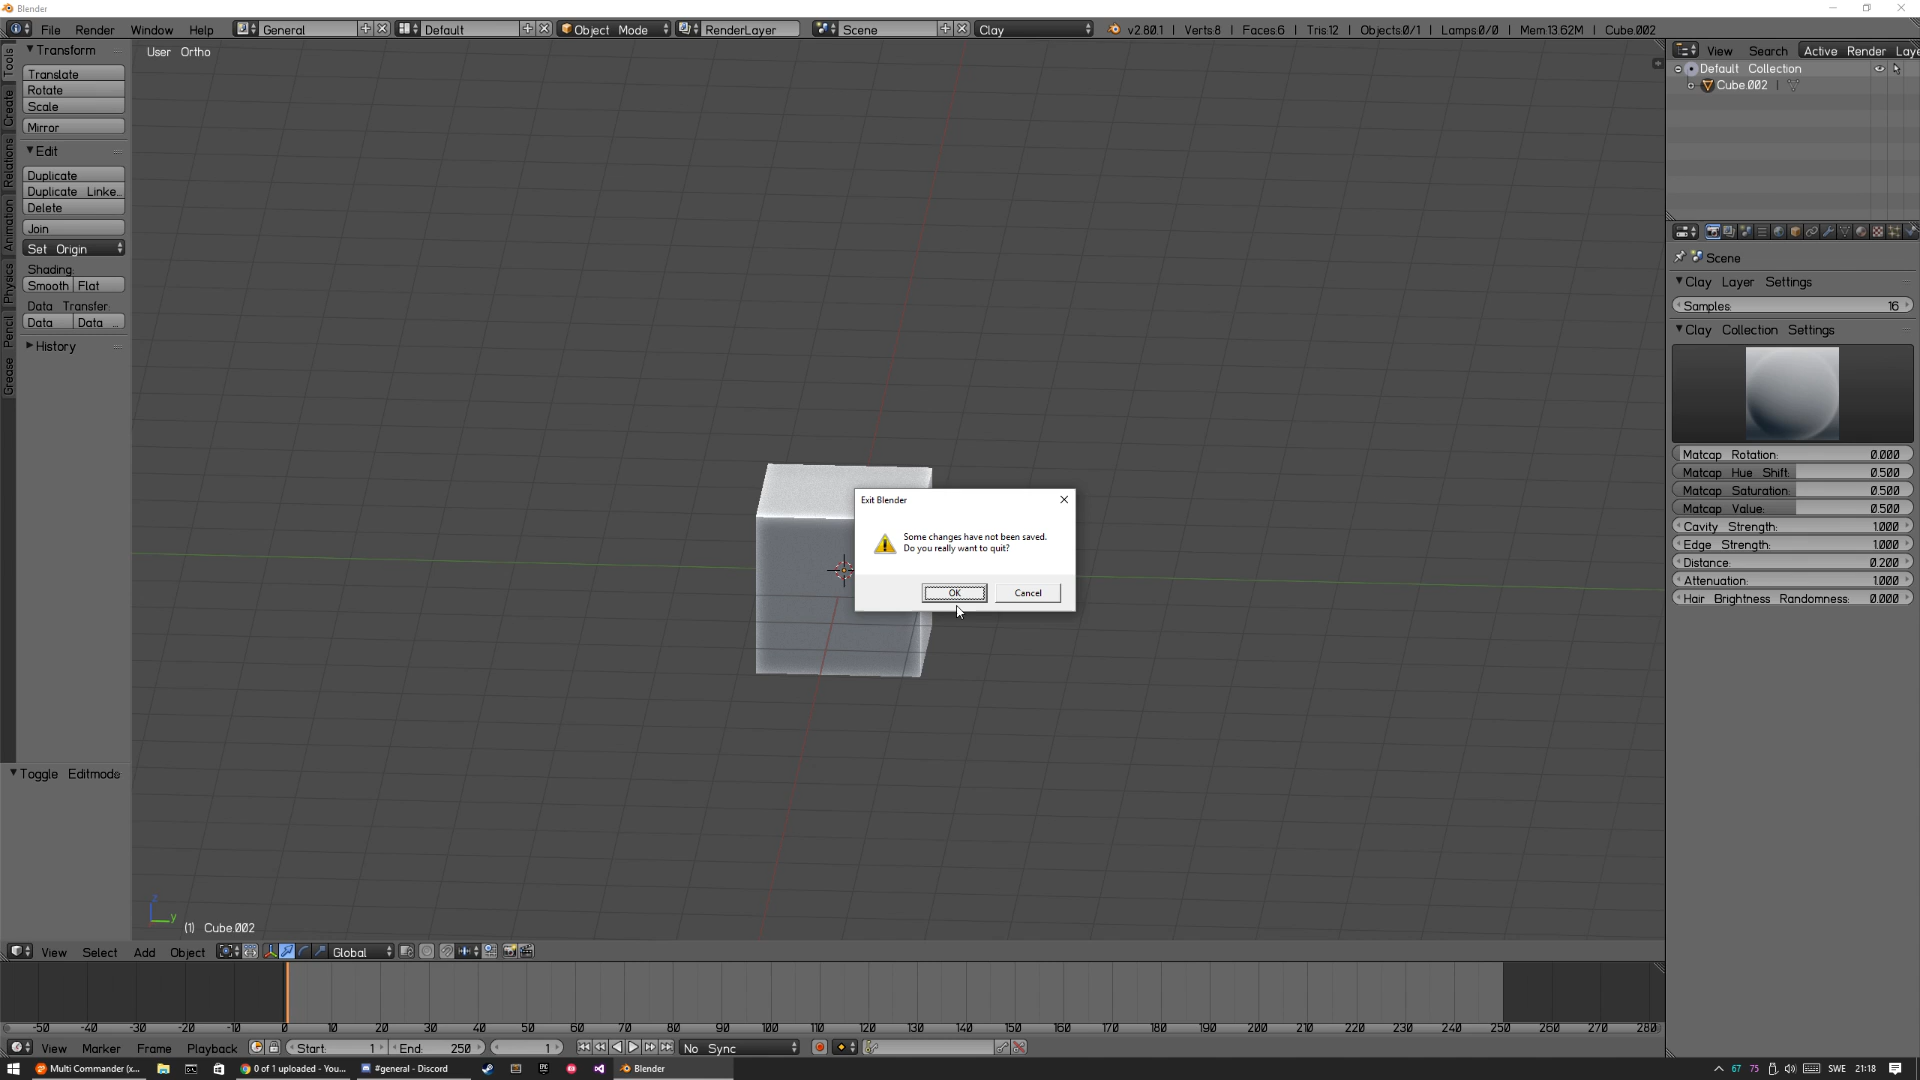 Blender
File Render Window Help General Default Object Mode RenderLayer Scene Clay v2.80.1 | Verts:8 | Faces:6 | Tris:12 | Objects:0/1 | Lamps:0/0 | Mem:13.62M | Cube.002
Tools
Create
Relations
Animation
Physics
Grease Pencil
Transform
Translate
Rotate
Scale
Mirror
Edit
Duplicate
Duplicate Linke...
Delete
Join
Set Origin
Shading:
Smooth Flat
Data Transfer:
Data Data ...
History
Toggle Editmode
User Ortho
Exit Blender
Some changes have not been saved.
Do you really want to quit?
OK Cancel
z
y
(1) Cube.002
View Search Active Render Laye
Default Collection
Cube.002 |
Scene
Clay Layer Settings
Samples: 16
Clay Collection Settings
Matcap Rotation: 0.000
Matcap Hue Shift: 0.500
Matcap Saturation: 0.500
Matcap Value: 0.500
Cavity Strength: 1.000
Edge Strength: 1.000
Distance: 0.200
Attenuation: 1.000
Hair Brightness Randomness: 0.000
View Select Add Object Global
-50 -40 -30 -20 -10 0 10 20 30 40 50 60 70 80 90 100 110 120 130 140 150 160 170 180 190 200 210 220 230 240 250 260 270 280
View Marker Frame Playback Start: 1 End: 250 1 No Sync
Multi Commander (x... 0 of 1 uploaded - You... #general - Discord Blender 67 75 SWE 21:18